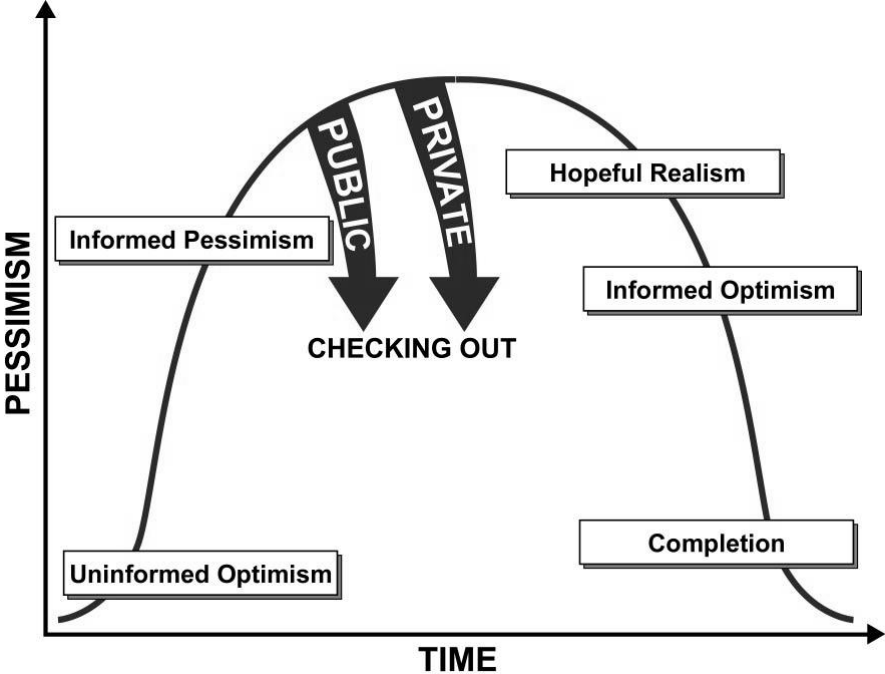 PESSIMISM
PUBLIC
PRIVATE
Hopeful Realism
Informed Pessimism
Informed Optimism
CHECKING OUT
Completion
Uninformed Optimism
TIME